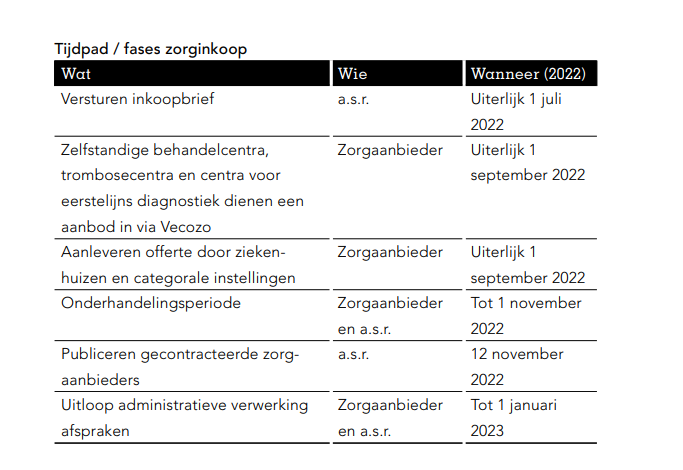 Tijdpad / fases zorginkoop
Wat Wie Wanneer (2022)
Versturen inkoopbrief a.s.r. Uiterlijk 1 juli
2022
Zelfstandige behandelcentra, Zorgaanbieder Uiterlijk 1
trombosecentra en centra voor september 2022
eerstelijns diagnostiek dienen een
aanbod in via Vecozo
Aanleveren offerte door zieken- Zorgaanbieder Uiterlijk 1
huizen en categorale instellingen september 2022
Onderhandelingsperiode Zorgaanbieder Tot 1 november
en a.s.r. 2022
Publiceren gecontracteerde zorg- a.s.r. 12 november
aanbieders 2022
Uitloop administratieve verwerking Zorgaanbieder Tot 1 januari
afspraken en a.s.r. 2023